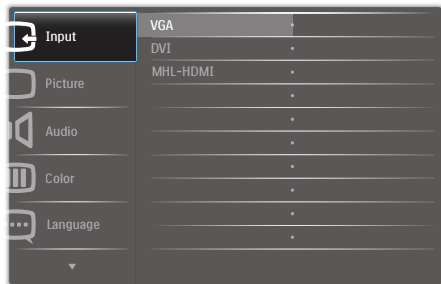 Input
Picture
Audio
Color
Language
VGA
DVI
MHL-HDMI